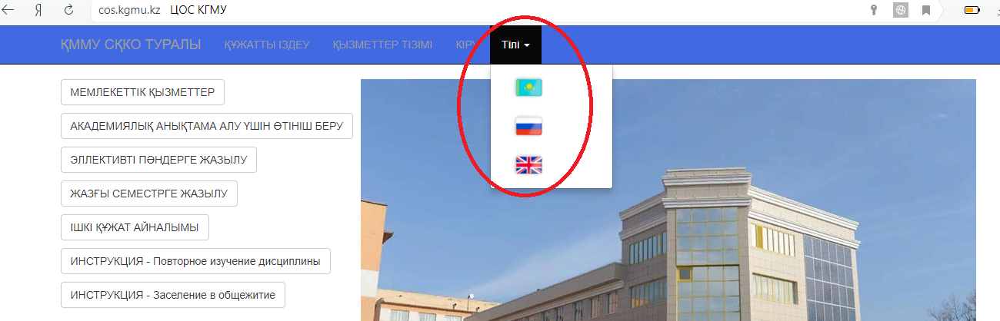 cos.kgmu.kz ЦОС КГМУ
ҚММУ СҚКО ТУРАЛЫ ҚҰЖАТТЫ ІЗДЕУ ҚЫЗМЕТТЕР ТІЗІМІ КІРУ Тілі
МЕМЛЕКЕТТІК ҚЫЗМЕТТЕР
АКАДЕМИЯЛЫҚ АНЫҚТАМА АЛУ ҮШІН ӨТІНІШ БЕРУ
ЭЛЛЕКТИВТІ ПӘНДЕРГЕ ЖАЗЫЛУ
ЖАЗҒЫ СЕМЕСТРГЕ ЖАЗЫЛУ
ІШКІ ҚҰЖАТ АЙНАЛЫМЫ
ИНСТРУКЦИЯ - Повторное изучение дисциплины
ИНСТРУКЦИЯ - Заселение в общежитие